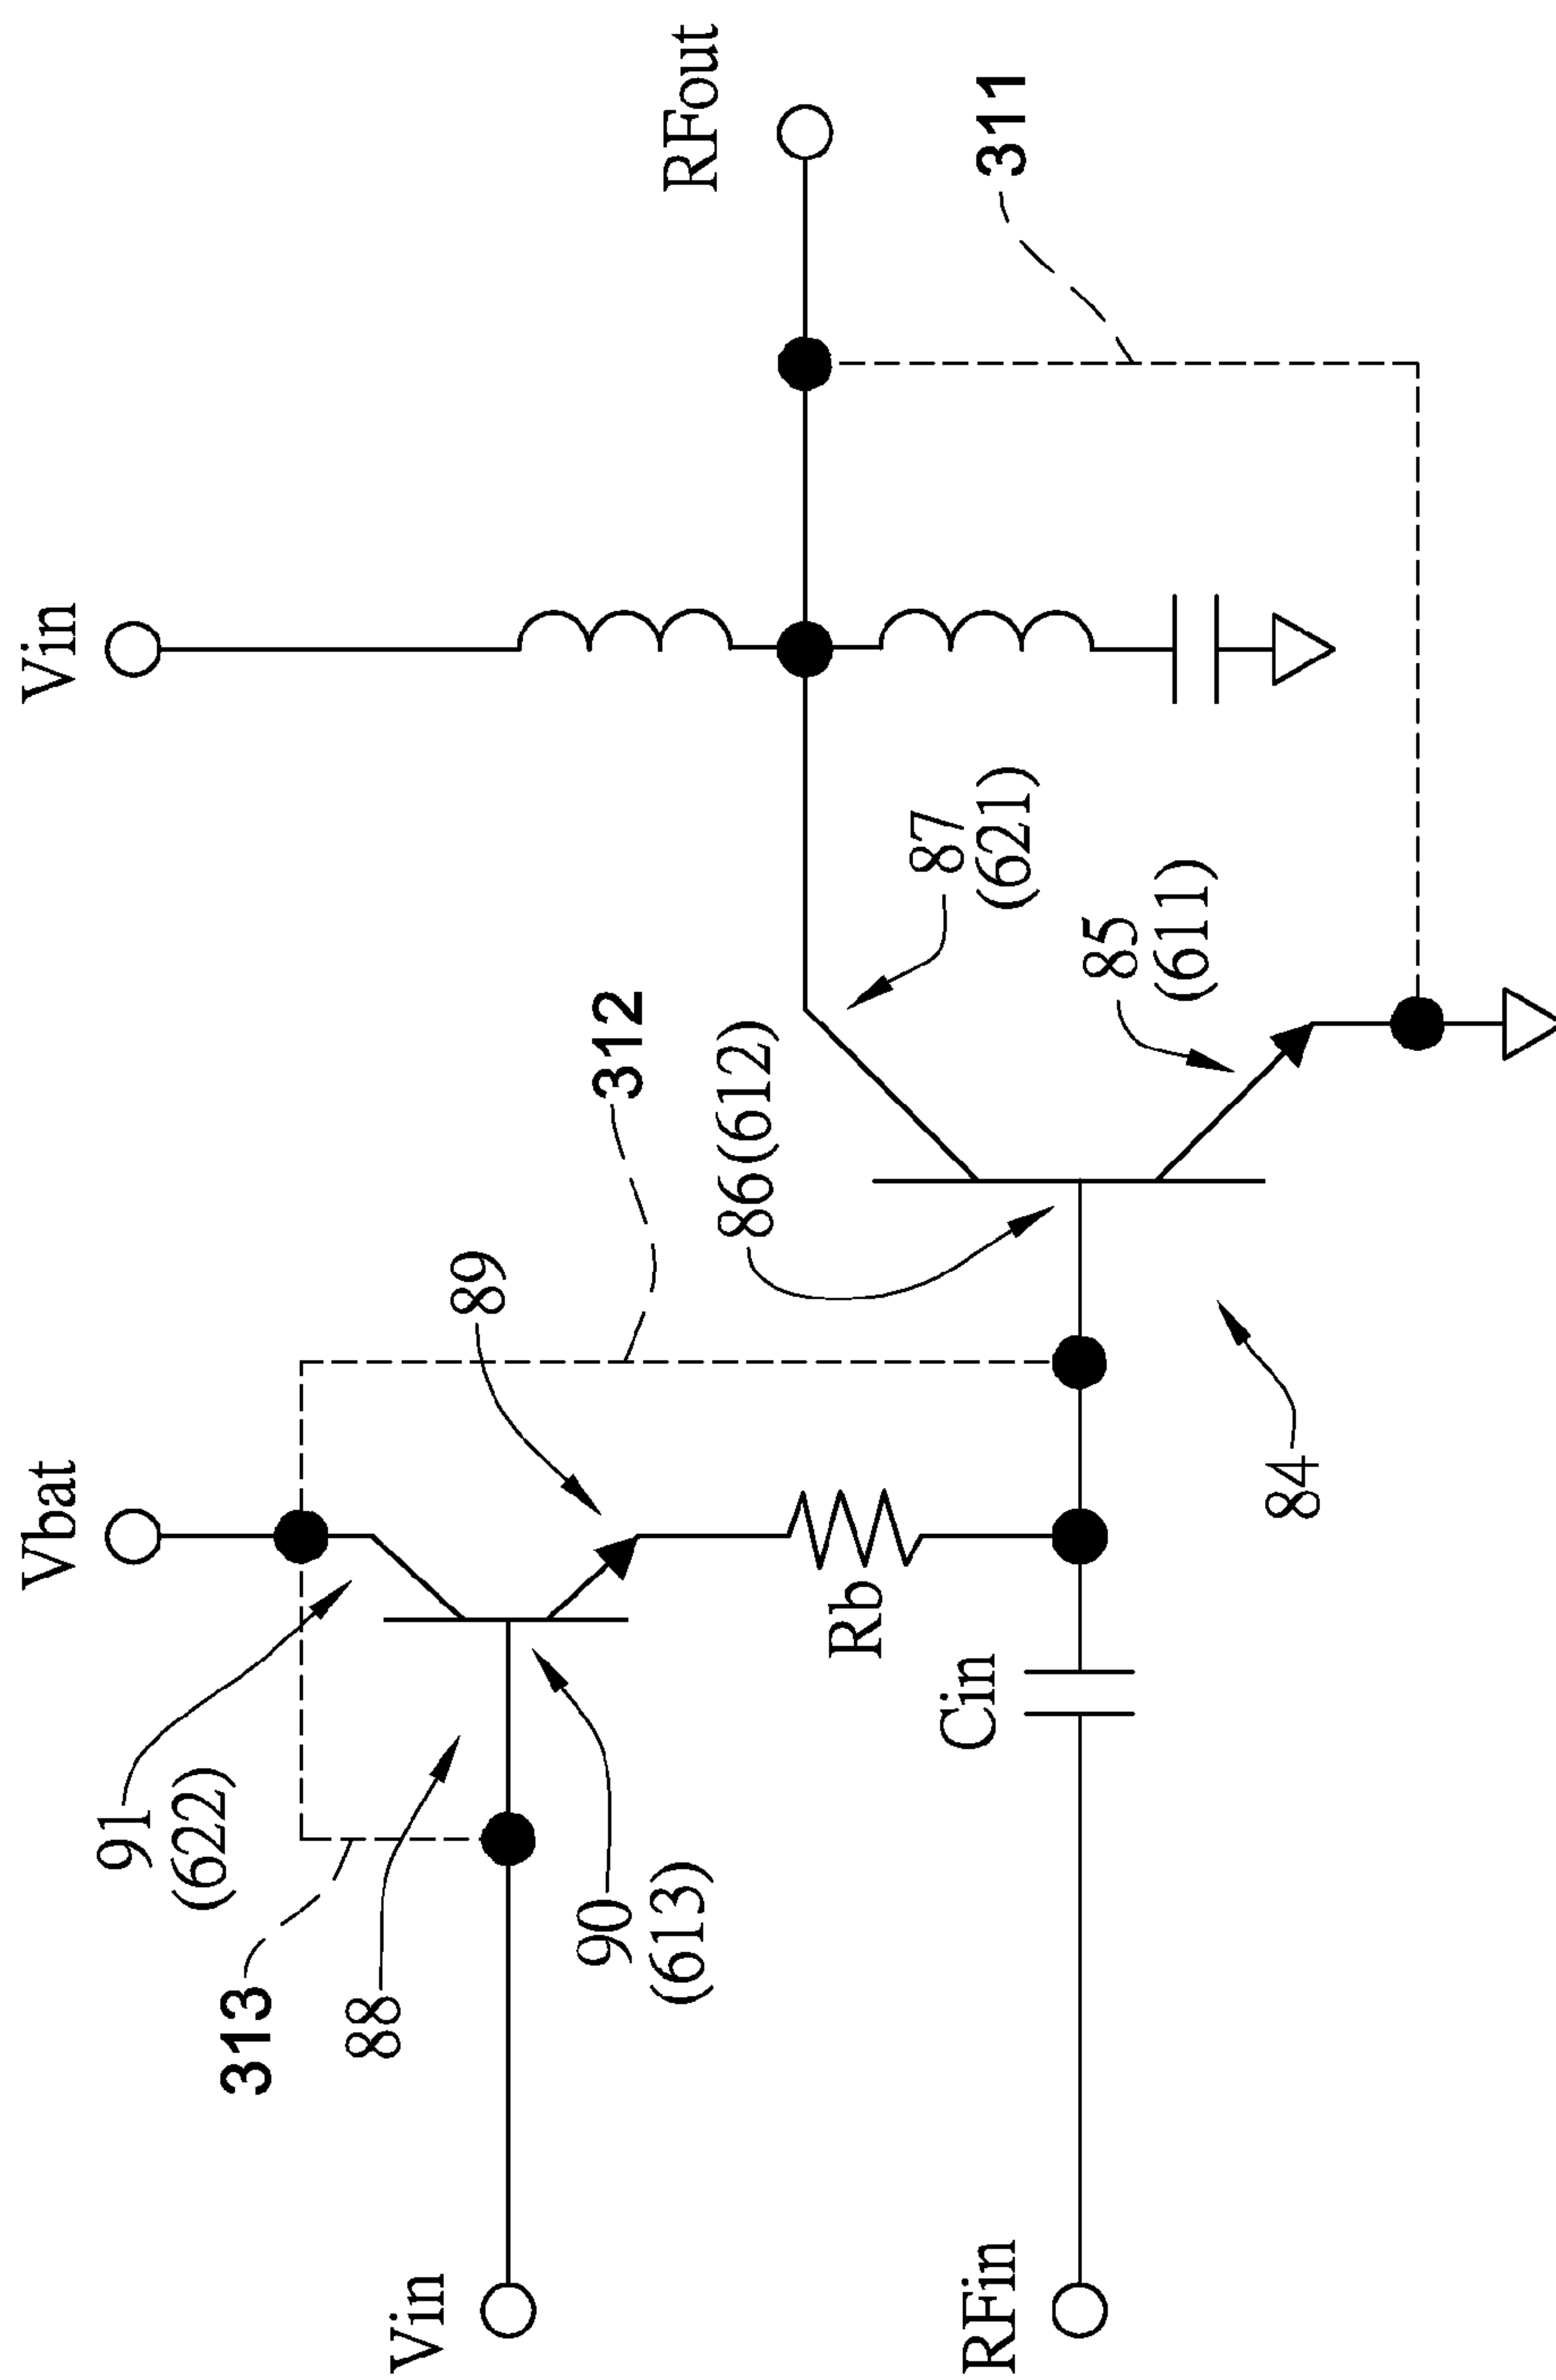 Vbat
Vin
91
(622)
313
88
Vin
89
90
(613)
312
RFout
86(612)
Rb
87
(621)
Cin
RFin
311
85
(611)
84